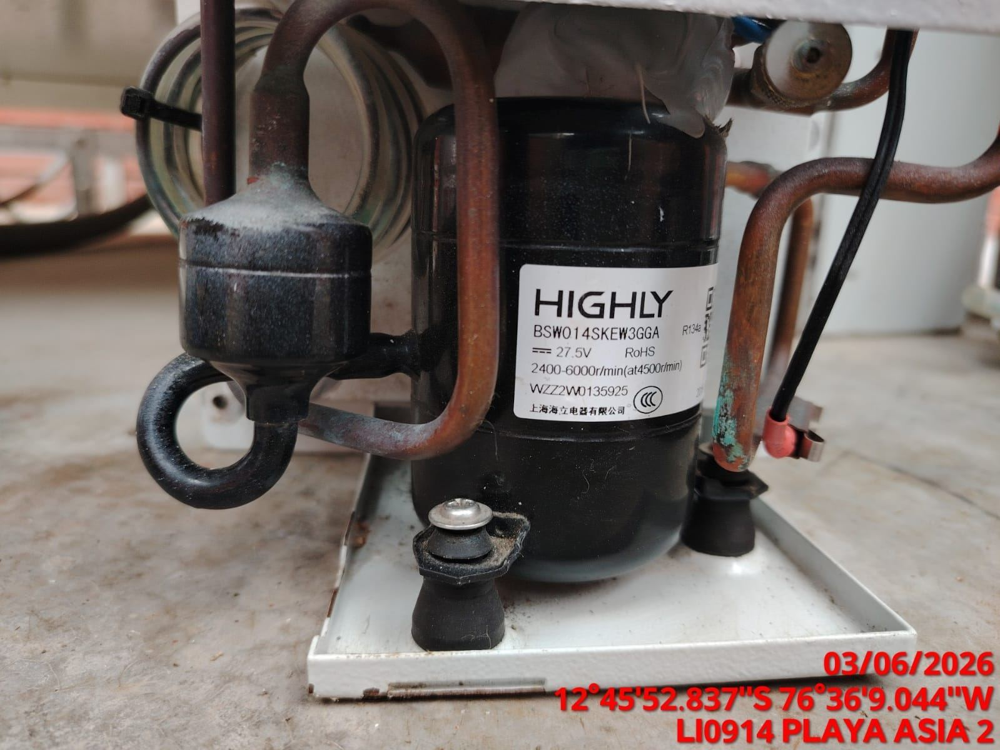 HIGHLY
BSW014SKEW3GGA R134a
27.5V RoHS
2400-6000r/min(at4500r/min)
WZZ2W0135925
上海海立电器有限公司
03/06/2026
12°45'52.837"S 76°36'9.044"W
LI0914 PLAYA ASIA 2